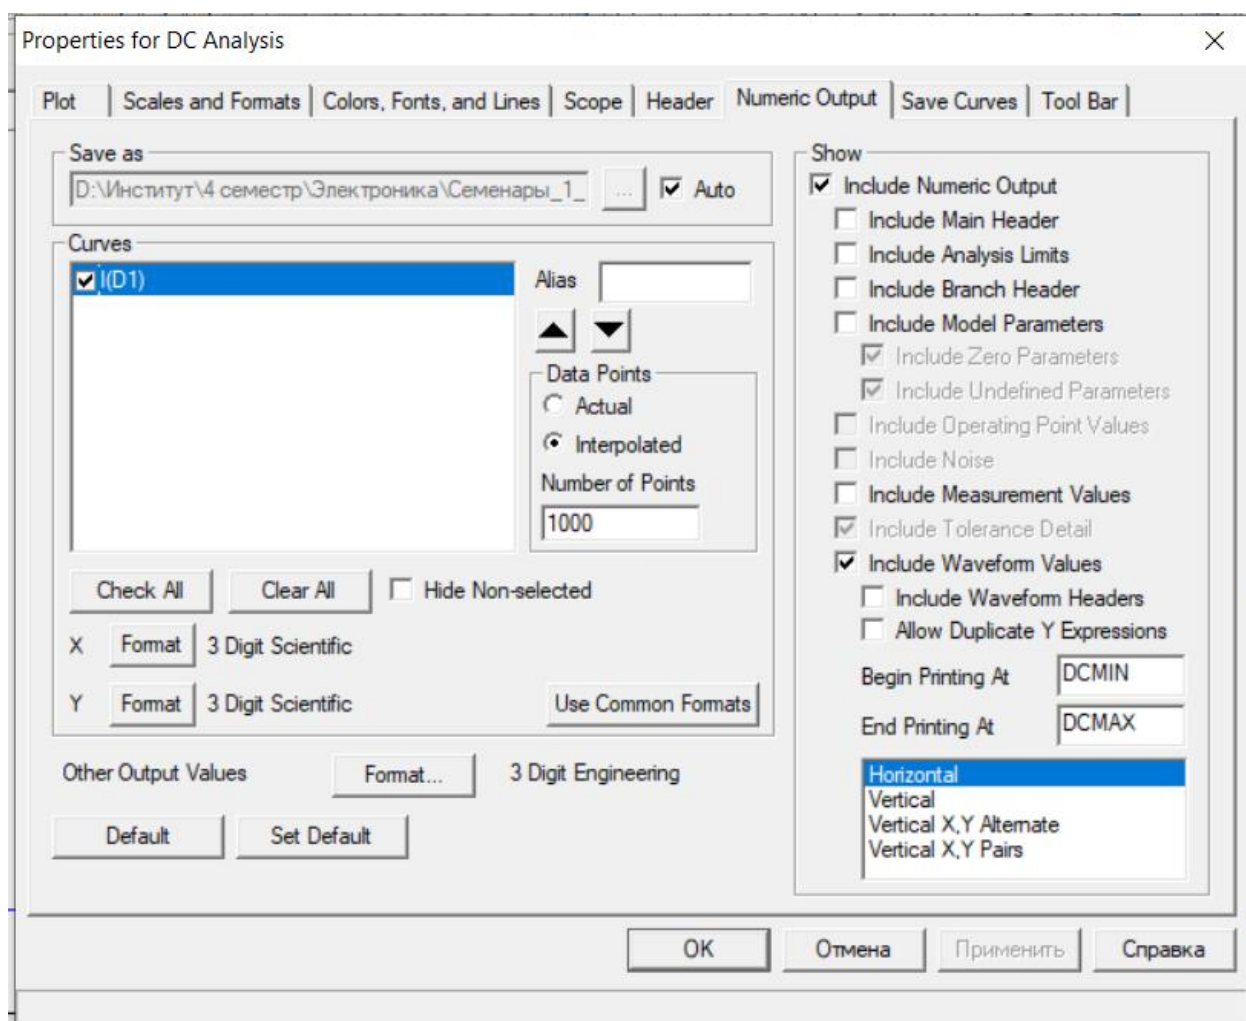 Properties for DC Analysis
Plot Scales and Formats Colors, Fonts, and Lines Scope Header Numeric Output Save Curves Tool Bar
Save as
D:\Институт\4 семестр\Электроника\Семенары_1_ ... Auto
Curves
I(D1)
Alias
Data Points
Actual
Interpolated
Number of Points
1000
Check All Clear All Hide Non-selected
X Format 3 Digit Scientific
Y Format 3 Digit Scientific Use Common Formats
Other Output Values Format... 3 Digit Engineering
Default Set Default
Show
Include Numeric Output
Include Main Header
Include Analysis Limits
Include Branch Header
Include Model Parameters
Include Zero Parameters
Include Undefined Parameters
Include Operating Point Values
Include Noise
Include Measurement Values
Include Tolerance Detail
Include Waveform Values
Include Waveform Headers
Allow Duplicate Y Expressions
Begin Printing At DCMIN
End Printing At DCMAX
Horizontal
Vertical
Vertical X,Y Alternate
Vertical X,Y Pairs
OK Отмена Применить Справка